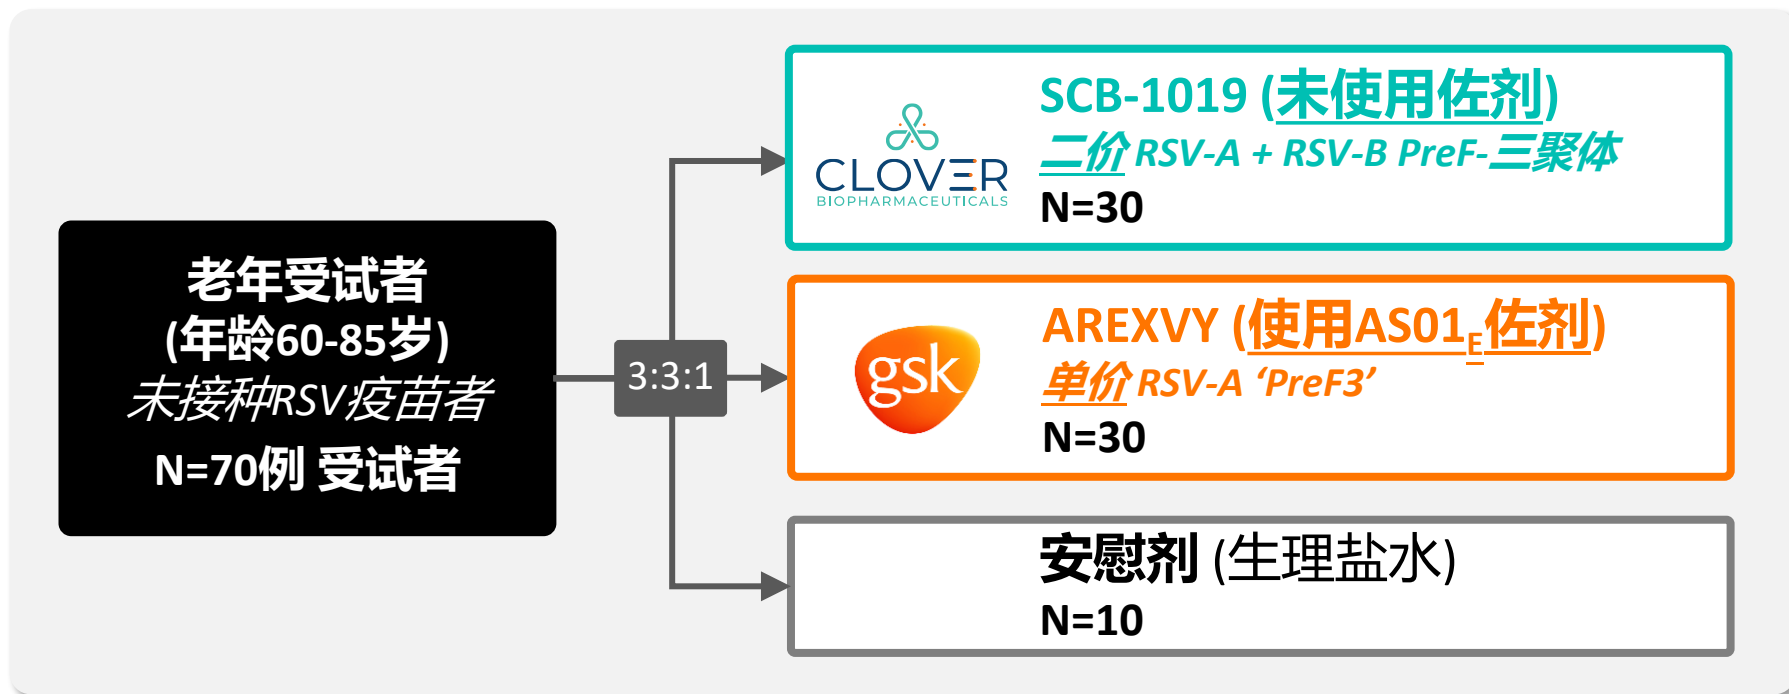 老年受试者
(年龄60-85岁)
未接种RSV疫苗者
N=70例 受试者
3:3:1
CLOVER
BIOPHARMACEUTICALS
SCB-1019 (未使用佐剂)
二价 RSV-A + RSV-B PreF-三聚体
N=30
gsk
AREXVY (使用AS01E佐剂)
单价 RSV-A ‘PreF3’
N=30
安慰剂 (生理盐水)
N=10